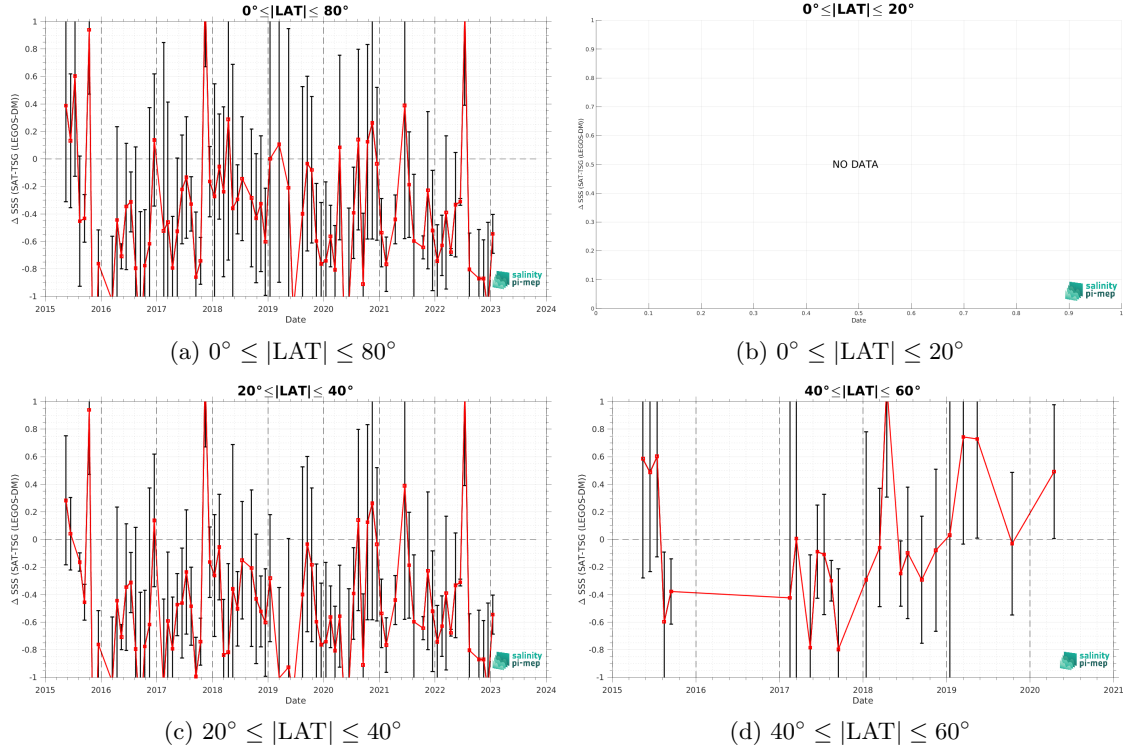 0°≤|LAT|≤ 80°
Δ SSS (SAT-TSG (LEGOS-DM))
1
0.8
0.6
0.4
0.2
0
-0.2
-0.4
-0.6
-0.8
-1
2015 2016 2017 2018 2019 2020 2021 2022 2023 2024
Date
salinity
pi-mep
(a) 0° ≤ |LAT| ≤ 80°
0°≤|LAT|≤ 20°
Δ SSS (SAT-TSG (LEGOS-DM))
1
0.9
0.8
0.7
0.6
0.5
0.4
0.3
0.2
0.1
0
NO DATA
0 0.1 0.2 0.3 0.4 0.5 0.6 0.7 0.8 0.9 1
Date
salinity
pi-mep
(b) 0° ≤ |LAT| ≤ 20°
20°≤|LAT|≤ 40°
Δ SSS (SAT-TSG (LEGOS-DM))
1
0.8
0.6
0.4
0.2
0
-0.2
-0.4
-0.6
-0.8
-1
2015 2016 2017 2018 2019 2020 2021 2022 2023 2024
Date
salinity
pi-mep
(c) 20° ≤ |LAT| ≤ 40°
40°≤|LAT|≤ 60°
Δ SSS (SAT-TSG (LEGOS-DM))
1
0.8
0.6
0.4
0.2
0
-0.2
-0.4
-0.6
-0.8
-1
2015 2016 2017 2018 2019 2020 2021
Date
salinity
pi-mep
(d) 40° ≤ |LAT| ≤ 60°